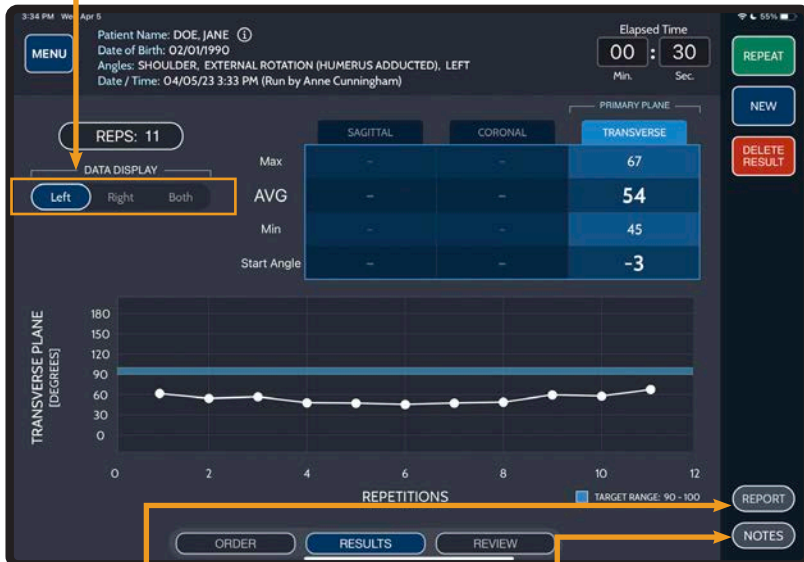 3:34 PM Wed Apr 5
55%
MENU
Patient Name: DOE, JANE
Date of Birth: 02/01/1990
Angles: SHOULDER, EXTERNAL ROTATION (HUMERUS ADDUCTED), LEFT
Date / Time: 04/05/23 3:33 PM (Run by Anne Cunningham)
Elapsed Time
00 : 30
Min. Sec.
REPEAT
NEW
DELETE
RESULT
REPS: 11
DATA DISPLAY
Left Right Both
PRIMARY PLANE
SAGITTAL CORONAL TRANSVERSE
Max - - 67
AVG - - 54
Min - - 45
Start Angle - - -3
TRANSVERSE PLANE
[DEGREES]
180
150
120
90
60
30
0
0 2 4 6 8 10 12
REPETITIONS
TARGET RANGE: 90 - 100
REPORT
NOTES
ORDER RESULTS REVIEW